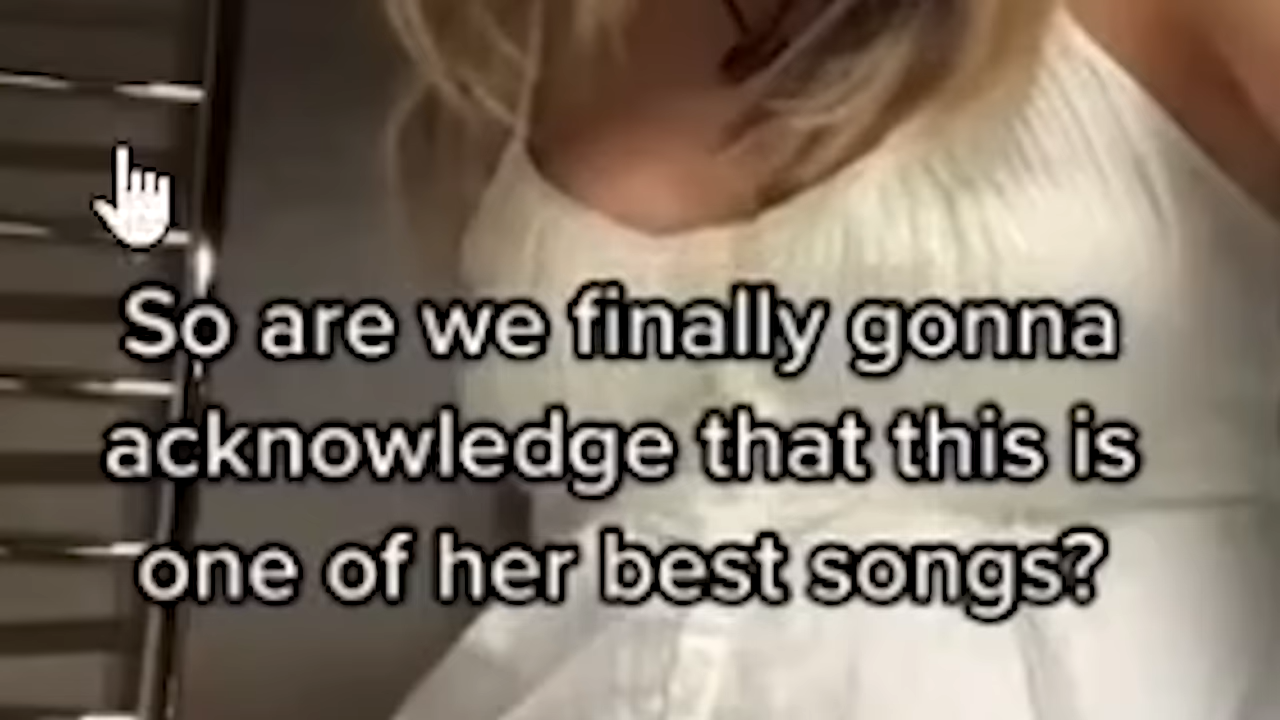 So are we finally gonna
acknowledge that this is
one of her best songs?